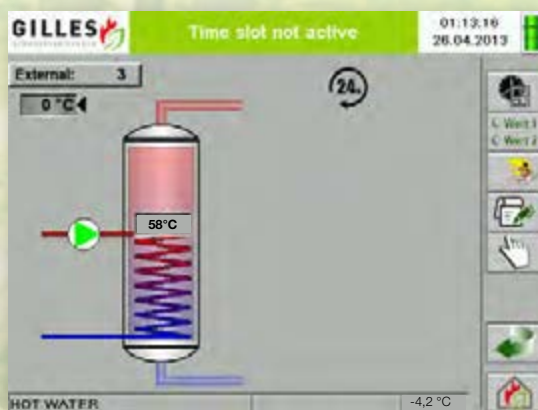 GILLES
Time slot not active
01:13:16
26.04.2013
External: 3
0 °C
24h
58°C
HOT WATER
-4,2 °C